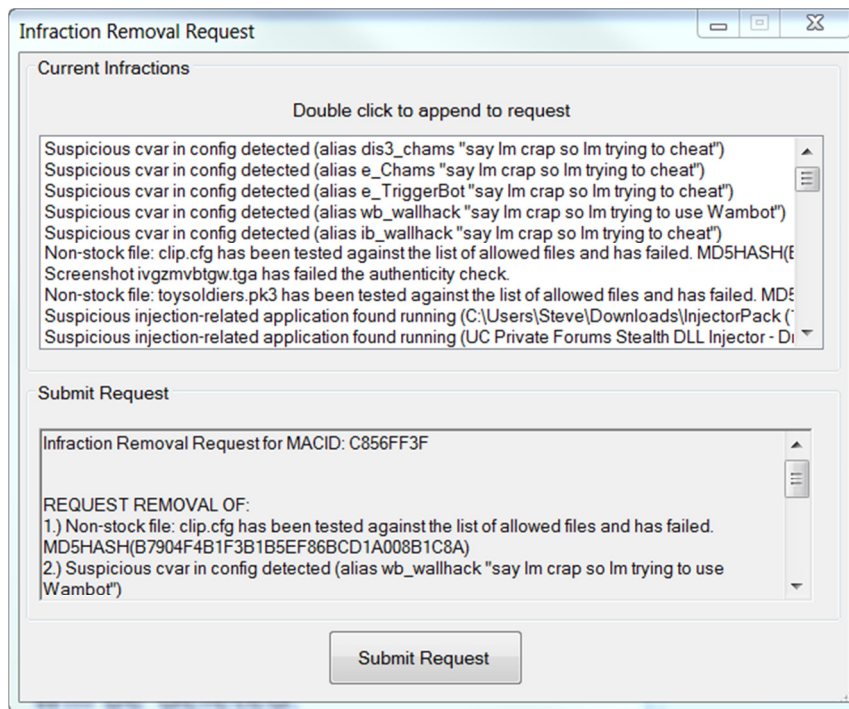 Infraction Removal Request
Current Infractions
Double click to append to request
Suspicious cvar in config detected (alias dis3_chams "say Im crap so Im trying to cheat")
Suspicious cvar in config detected (alias e_Chams "say Im crap so Im trying to cheat")
Suspicious cvar in config detected (alias e_TriggerBot "say Im crap so Im trying to cheat")
Suspicious cvar in config detected (alias wb_wallhack "say Im crap so Im trying to use Wambot")
Suspicious cvar in config detected (alias ib_wallhack "say Im crap so Im trying to cheat")
Non-stock file: clip.cfg has been tested against the list of allowed files and has failed. MD5HASH(
Screenshot ivgzmvbtgw.tga has failed the authenticity check.
Non-stock file: toysoldiers.pk3 has been tested against the list of allowed files and has failed.
Suspicious injection-related application found running (C:\Users\Steve\Downloads\InjectorPack (
Suspicious injection-related application found running (UC Private Forums Stealth DLL Injector -
Submit Request
Infraction Removal Request for MACID: C856FF3F
REQUEST REMOVAL OF:
1.) Non-stock file: clip.cfg has been tested against the list of allowed files and has failed.
MD5HASH(B7904F4B1F3B1B5EF86BCD1A008B1C8A)
2.) Suspicious cvar in config detected (alias wb_wallhack "say Im crap so Im trying to use
Wambot")
Submit Request